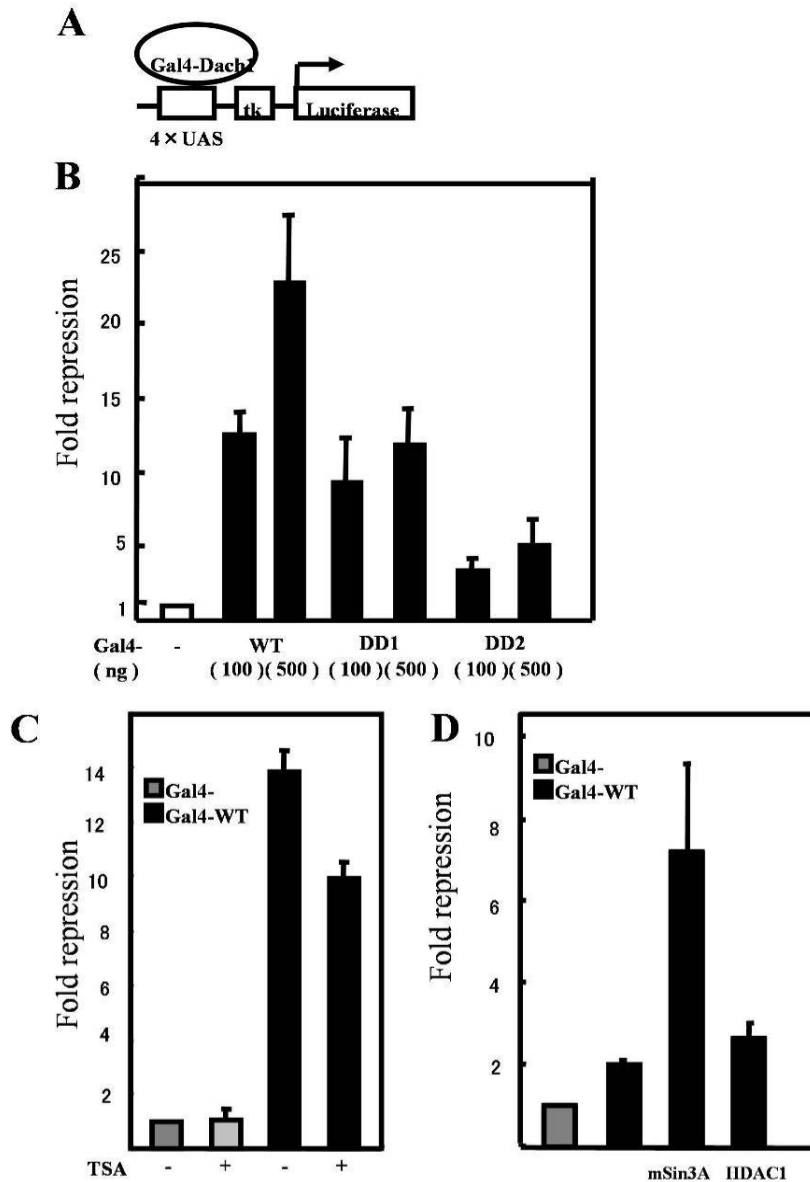 A
Gal4-Dach1
tk
Luciferase
4 × UAS
B
Fold repression
25
20
15
10
5
1
Gal4-
-
WT
DD1
DD2
( ng )
( 100 )( 500 )
( 100 )( 500 )
( 100 )( 500 )
C
Fold repression
Gal4-
Gal4-WT
14
12
10
8
6
4
2
TSA
-
+
-
+
D
Fold repression
Gal4-
Gal4-WT
10
8
6
4
2
mSin3A
HDAC1